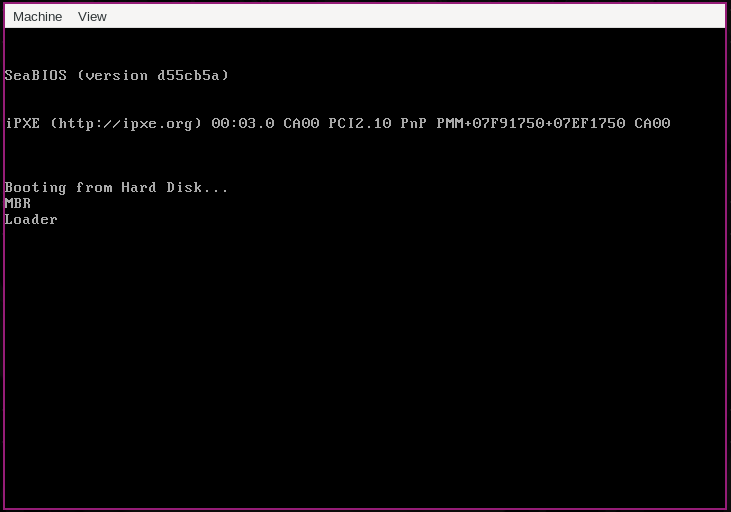 Machine View
SeaBIOS (version d55cb5a)
iPXE (http://ipxe.org) 00:03.0 CA00 PCI2.10 PnP PMM+07F91750+07EF1750 CA00
Booting from Hard Disk...
MBR
Loader